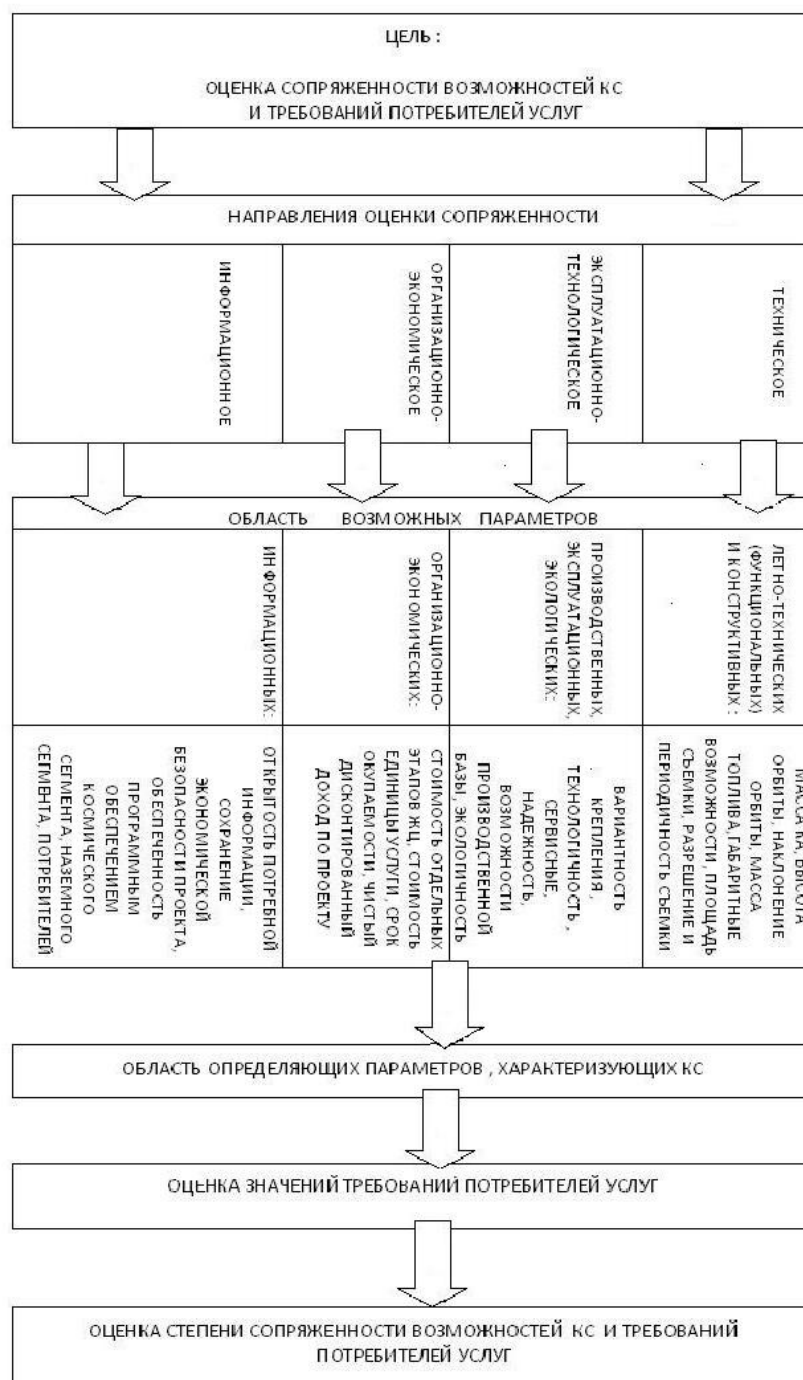 ЦЕЛЬ :
ОЦЕНКА СОПРЯЖЕННОСТИ ВОЗМОЖНОСТЕЙ КС
И ТРЕБОВАНИЙ ПОТРЕБИТЕЛЕЙ УСЛУГ
НАПРАВЛЕНИЯ ОЦЕНКИ СОПРЯЖЕННОСТИ
ИНФОРМАЦИОННОЕ
ОРГАНИЗАЦИОННО-
ЭКОНОМИЧЕСКОЕ
ЭКСПЛУАТАЦИОННО-
ТЕХНОЛОГИЧЕСКОЕ
ТЕХНИЧЕСКОЕ
ОБЛАСТЬ ВОЗМОЖНЫХ ПАРАМЕТРОВ
ИНФОРМАЦИОННЫХ:
ОРГАНИЗАЦИОННО-
ЭКОНОМИЧЕСКИХ:
ПРОИЗВОДСТВЕННЫХ,
ЭКСПЛУАТАЦИОННЫХ,
ЭКОЛОГИЧЕСКИХ:
ЛЕТНО-ТЕХНИЧЕСКИХ
(ФУНКЦИОНАЛЬНЫХ)
И КОНСТРУКТИВНЫХ :
ОТКРЫТОСТЬ ПОТРЕБНОЙ
ИНФОРМАЦИИ,
СОХРАНЕНИЕ
ЭКОНОМИЧЕСКОЙ
БЕЗОПАСНОСТИ ПРОЕКТА,
ОБЕСПЕЧЕННОСТЬ
ПРОГРАММНЫМ
ОБЕСПЕЧЕНИЕМ
КОСМИЧЕСКОГО
СЕГМЕНТА, НАЗЕМНОГО
СЕГМЕНТА, ПОТРЕБИТЕЛЕЙ
СТОИМОСТЬ ОТДЕЛЬНЫХ
ЭТАПОВ ЖЦ, СТОИМОСТЬ
ЕДИНИЦЫ УСЛУГИ, СРОК
ОКУПАЕМОСТИ, ЧИСТЫЙ
ДИСКОНТИРОВАННЫЙ
ДОХОД ПО ПРОЕКТУ
ВАРИАНТНОСТЬ
КРЕПЛЕНИЯ ,
ТЕХНОЛОГИЧНОСТЬ,
СЕРВИСНЫЕ,
НАДЕЖНОСТЬ,
ВОЗМОЖНОСТИ
ПРОИЗВОДСТВЕННОЙ
БАЗЫ, ЭКОЛОГИЧНОСТЬ
МАССА КА, ВЫСОТА
ОРБИТЫ, НАКЛОНЕНИЕ
ОРБИТЫ, МАССА
ТОПЛИВА, ГАБАРИТНЫЕ
ВОЗМОЖНОСТИ, ПЛОЩАДЬ
СЪЕМКИ, РАЗРЕШЕНИЕ И
ПЕРИОДИЧНОСТЬ СЪЕМКИ
ОБЛАСТЬ ОПРЕДЕЛЯЮЩИХ ПАРАМЕТРОВ , ХАРАКТЕРИЗУЮЩИХ КС
ОЦЕНКА ЗНАЧЕНИЙ ТРЕБОВАНИЙ ПОТРЕБИТЕЛЕЙ УСЛУГ
ОЦЕНКА СТЕПЕНИ СОПРЯЖЕННОСТИ ВОЗМОЖНОСТЕЙ КС И ТРЕБОВАНИЙ
ПОТРЕБИТЕЛЕЙ УСЛУГ